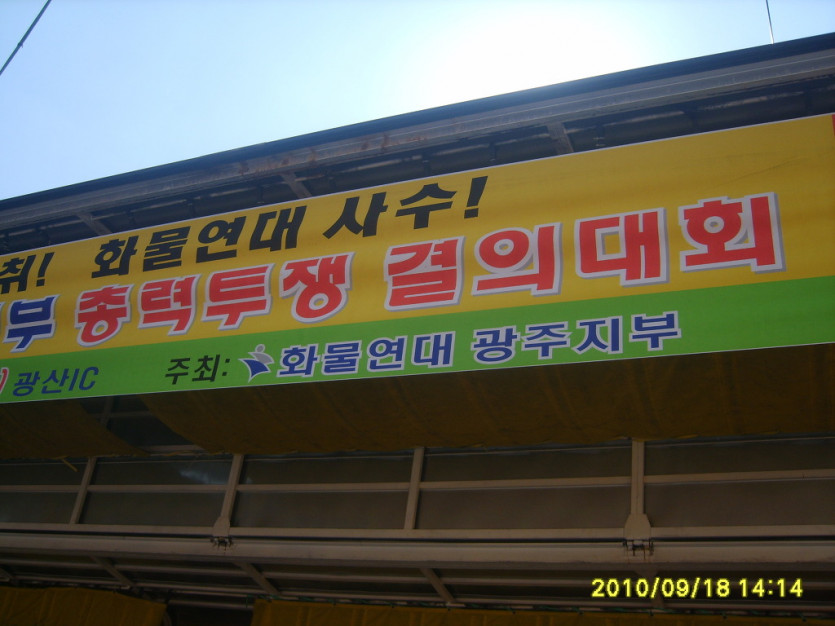 취! 화물연대 사수!
부 총력투쟁 결의대회
광산IC 주최: 화물연대 광주지부
2010/09/18 14:14